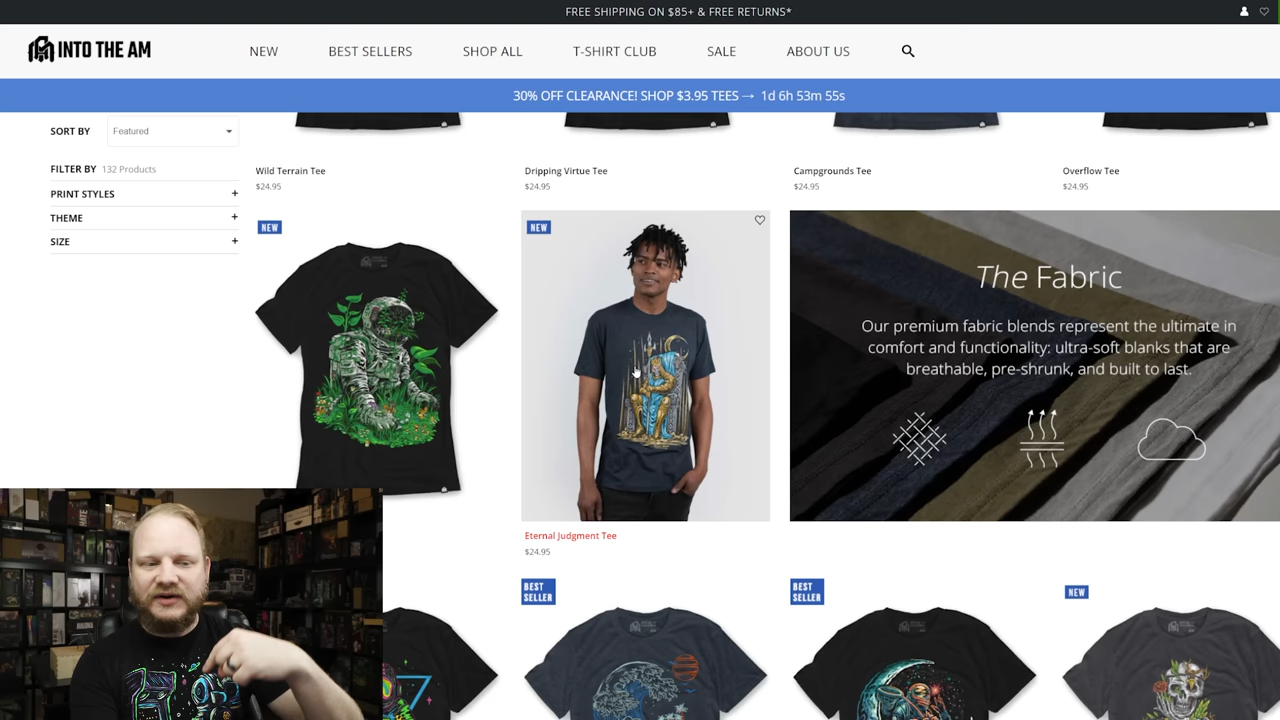 FREE SHIPPING ON $85+ & FREE RETURNS*
INTO THE AM
NEW
BEST SELLERS
SHOP ALL
T-SHIRT CLUB
SALE
ABOUT US
30% OFF CLEARANCE! SHOP $3.95 TEES → 1d 6h 53m 55s
SORT BY
Featured
FILTER BY 132 Products
PRINT STYLES +
THEME +
SIZE +
Wild Terrain Tee
$24.95
Dripping Virtue Tee
$24.95
Campgrounds Tee
$24.95
Overflow Tee
$24.95
NEW
NEW
The Fabric
Our premium fabric blends represent the ultimate in
comfort and functionality: ultra-soft blanks that are
breathable, pre-shrunk, and built to last.
Eternal Judgment Tee
$24.95
BEST
SELLER
BEST
SELLER
NEW